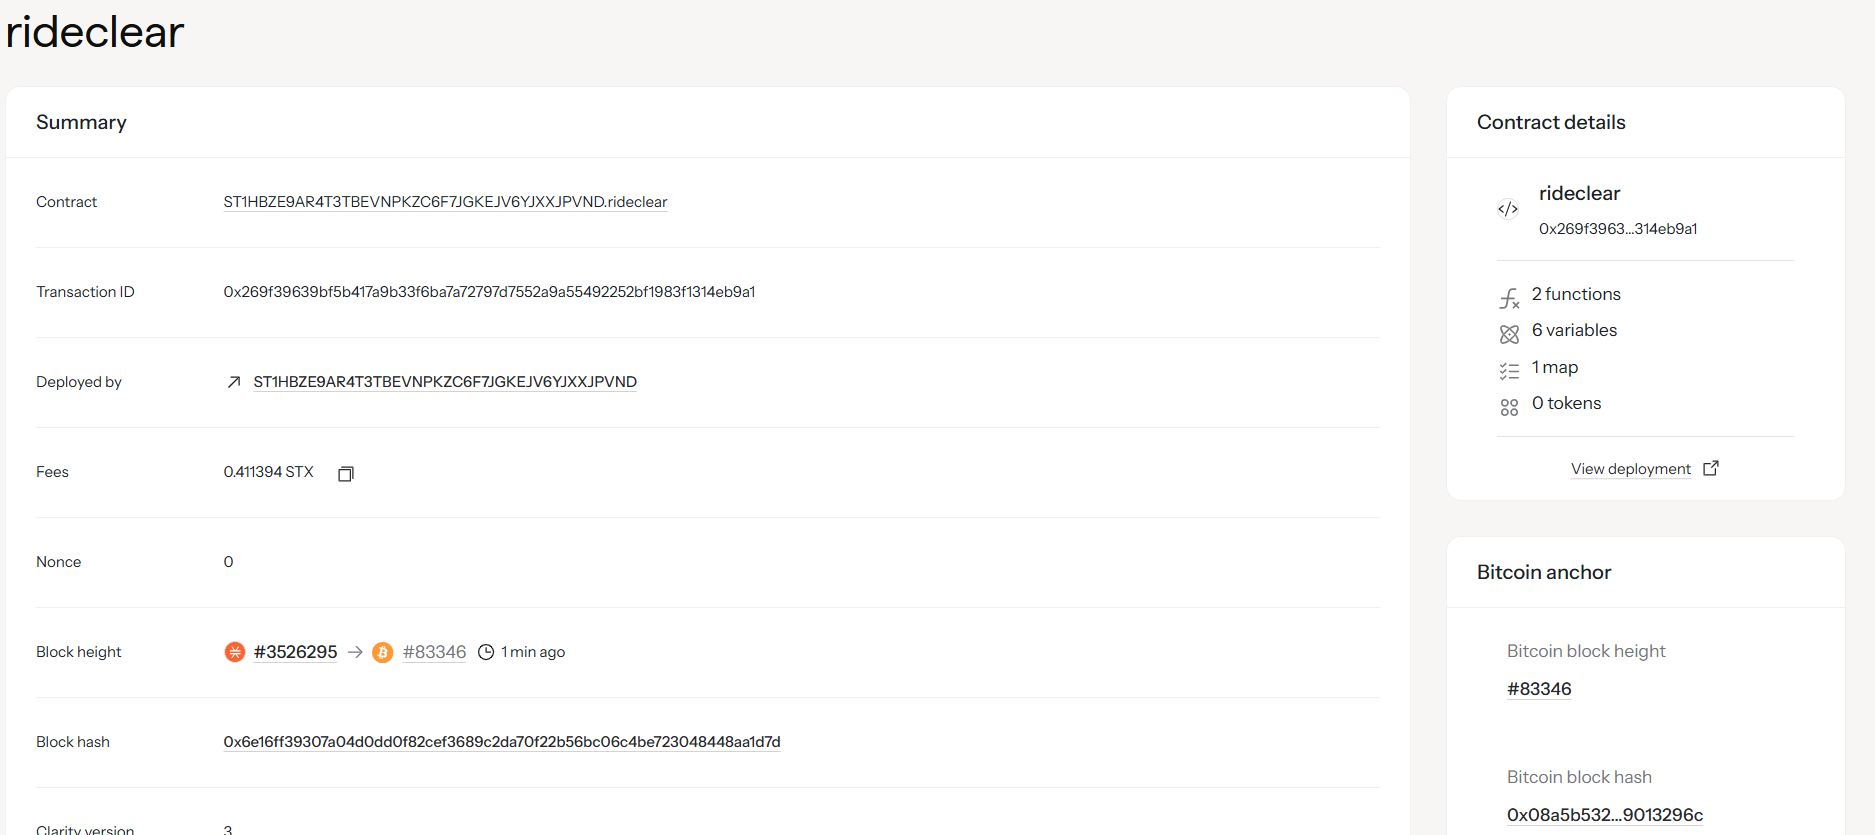 rideclear
Summary
Contract
ST1HBZE9AR4T3TBEVNPKZC6F7JGKEJV6YJXXJPVND.rideclear
Transaction ID
0x269f39639bf5b417a9b33f6ba7a72797d7552a9a55492252bf1983f1314eb9a1
Deployed by
ST1HBZE9AR4T3TBEVNPKZC6F7JGKEJV6YJXXJPVND
Fees
0.411394 STX
Nonce
0
Block height
#3526295
#83346
1 min ago
Block hash
0x6e16ff39307a04d0dd0f82cef3689c2da70f22b56bc06c4be723048448aa1d7d
Clarity version
3
Contract details
rideclear
0x269f3963...314eb9a1
2 functions
6 variables
1 map
0 tokens
View deployment
Bitcoin anchor
Bitcoin block height
#83346
Bitcoin block hash
0x08a5b532...9013296c